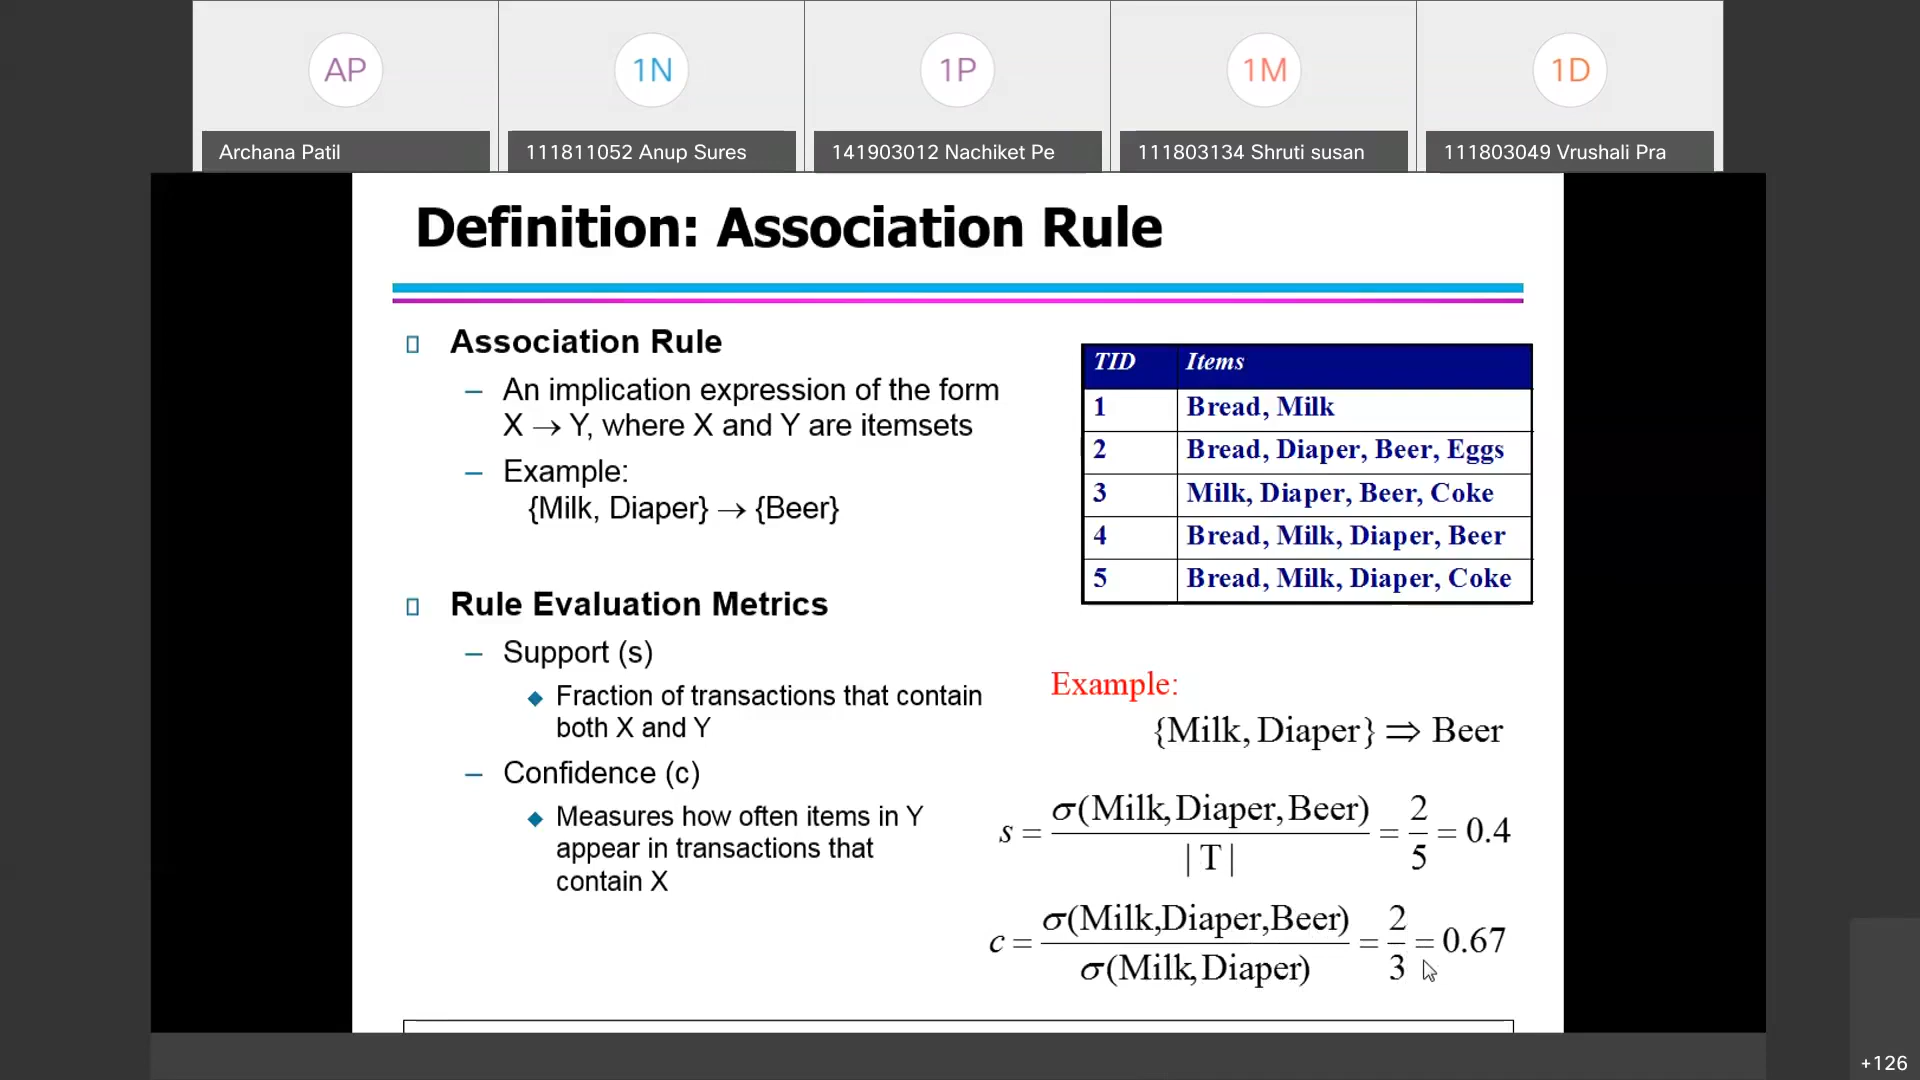 AP
1N
1P
1M
1D
Archana Patil
111811052 Anup Sures
141903012 Nachiket Pe
111803134 Shruti susan
111803049 Vrushali Pra
Definition: Association Rule
Association Rule
– An implication expression of the form
X → Y, where X and Y are itemsets
– Example:
{Milk, Diaper} → {Beer}
Rule Evaluation Metrics
– Support (s)
◆ Fraction of transactions that contain
both X and Y
– Confidence (c)
◆ Measures how often items in Y
appear in transactions that
contain X
TID Items
1 Bread, Milk
2 Bread, Diaper, Beer, Eggs
3 Milk, Diaper, Beer, Coke
4 Bread, Milk, Diaper, Beer
5 Bread, Milk, Diaper, Coke
Example:
{Milk, Diaper} ⇒ Beer
s = σ(Milk, Diaper, Beer) / | T | = 2/5 = 0.4
c = σ(Milk,Diaper,Beer) / σ(Milk, Diaper) = 2/3 = 0.67
+126